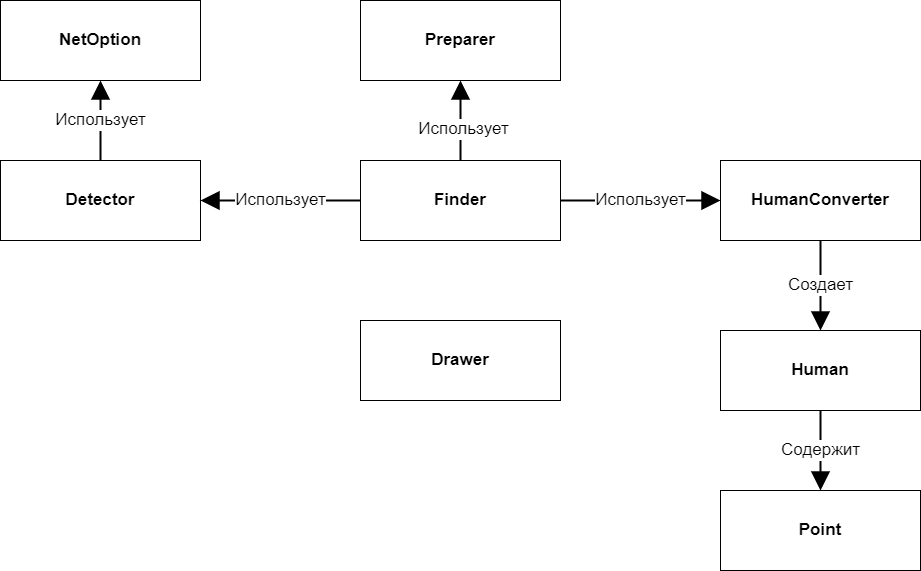 NetOption
Preparer
Использует
Использует
Detector
Использует
Finder
Использует
HumanConverter
Создает
Drawer
Human
Содержит
Point